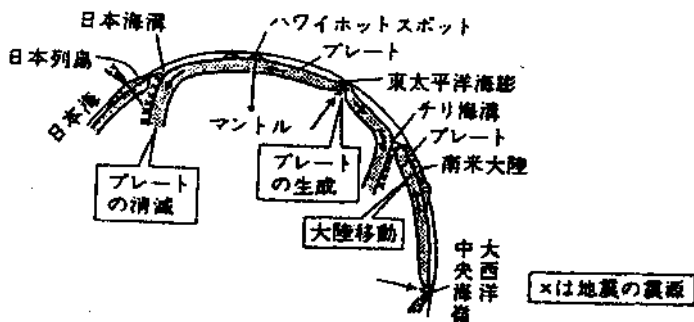 日本海溝
ハワイホットスポット
プレート
日本列島
東太平洋海膨
日本海
マントル
チリ海溝
プレート
南米大陸
プレート
の生成
プレート
の消滅
大陸移動
大西洋
中央海嶺
×は地震の震源